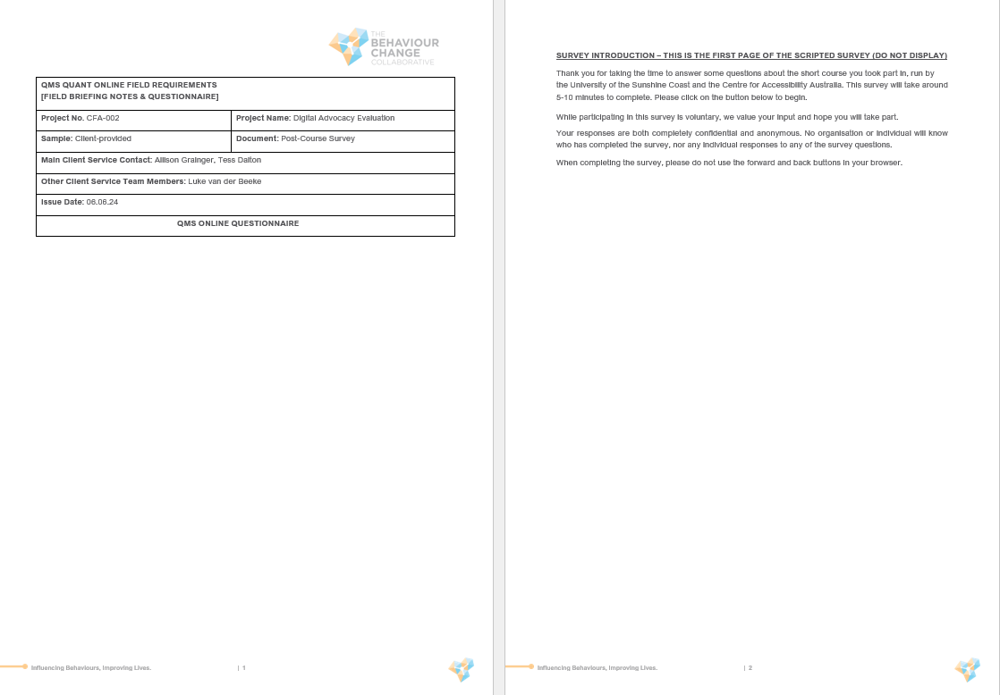 THE
BEHAVIOUR
CHANGE
COLLABORATIVE
QMS QUANT ONLINE FIELD REQUIREMENTS
[FIELD BRIEFING NOTES & QUESTIONNAIRE]
Project No. CFA-002
Project Name: Digital Advocacy Evaluation
Sample: Client-provided
Document: Post-Course Survey
Main Client Service Contact: Allison Grainger, Tess Dalton
Other Client Service Team Members: Luke van der Beeke
Issue Date: 06.06.24
QMS ONLINE QUESTIONNAIRE
Influencing Behaviours, Improving Lives.
| 1
SURVEY INTRODUCTION – THIS IS THE FIRST PAGE OF THE SCRIPTED SURVEY (DO NOT DISPLAY)
Thank you for taking the time to answer some questions about the short course you took part in, run by
the University of the Sunshine Coast and the Centre for Accessibility Australia. This survey will take around
5-10 minutes to complete. Please click on the button below to begin.
While participating in this survey is voluntary, we value your input and hope you will take part.
Your responses are both completely confidential and anonymous. No organisation or individual will know
who has completed the survey, nor any individual responses to any of the survey questions.
When completing the survey, please do not use the forward and back buttons in your browser.
Influencing Behaviours, Improving Lives.
| 2